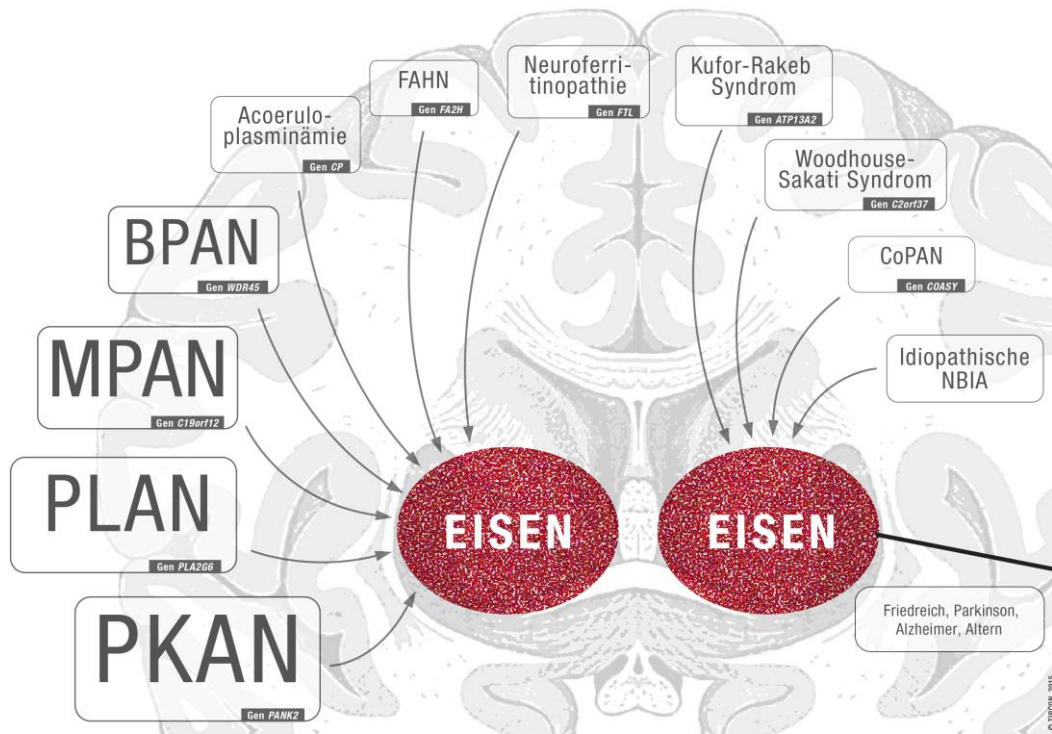 FAHN
Gen FA2H
Neuroferri-
tinopathie
Gen FTL
Kufor-Rakeb
Syndrom
Gen ATP13A2
Acoerulo-
plasminämie
Gen CP
Woodhouse-
Sakati Syndrom
Gen C2orf37
BPAN
Gen WDR45
CoPAN
Gen COASY
MPAN
Gen C19orf12
Idiopathische
NBIA
PLAN
Gen PLA2G6
EISEN
EISEN
PKAN
Gen PANK2
Friedreich, Parkinson,
Alzheimer, Altern
© TIRCON, 2015